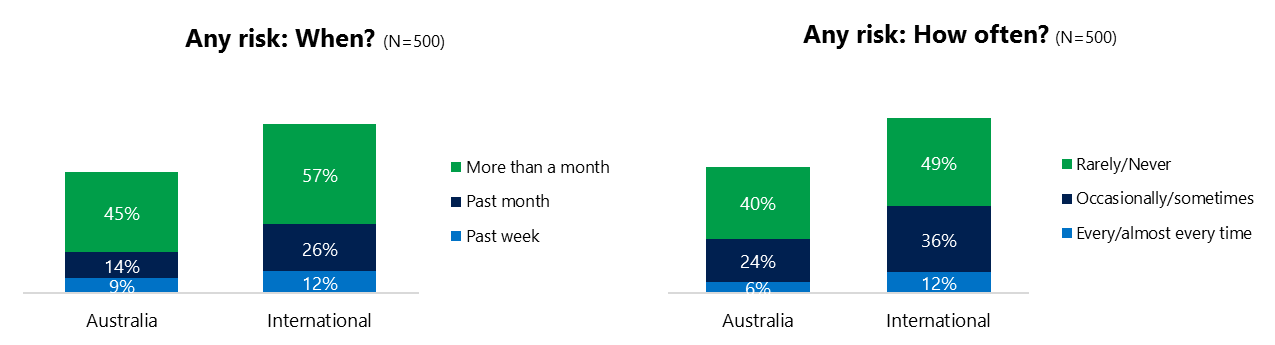 Any risk: When? (N=500)
45%
14%
9%
57%
26%
12%
Australia
International
More than a month
Past month
Past week
Any risk: How often? (N=500)
40%
24%
6%
49%
36%
12%
Australia
International
Rarely/Never
Occasionally/sometimes
Every/almost every time